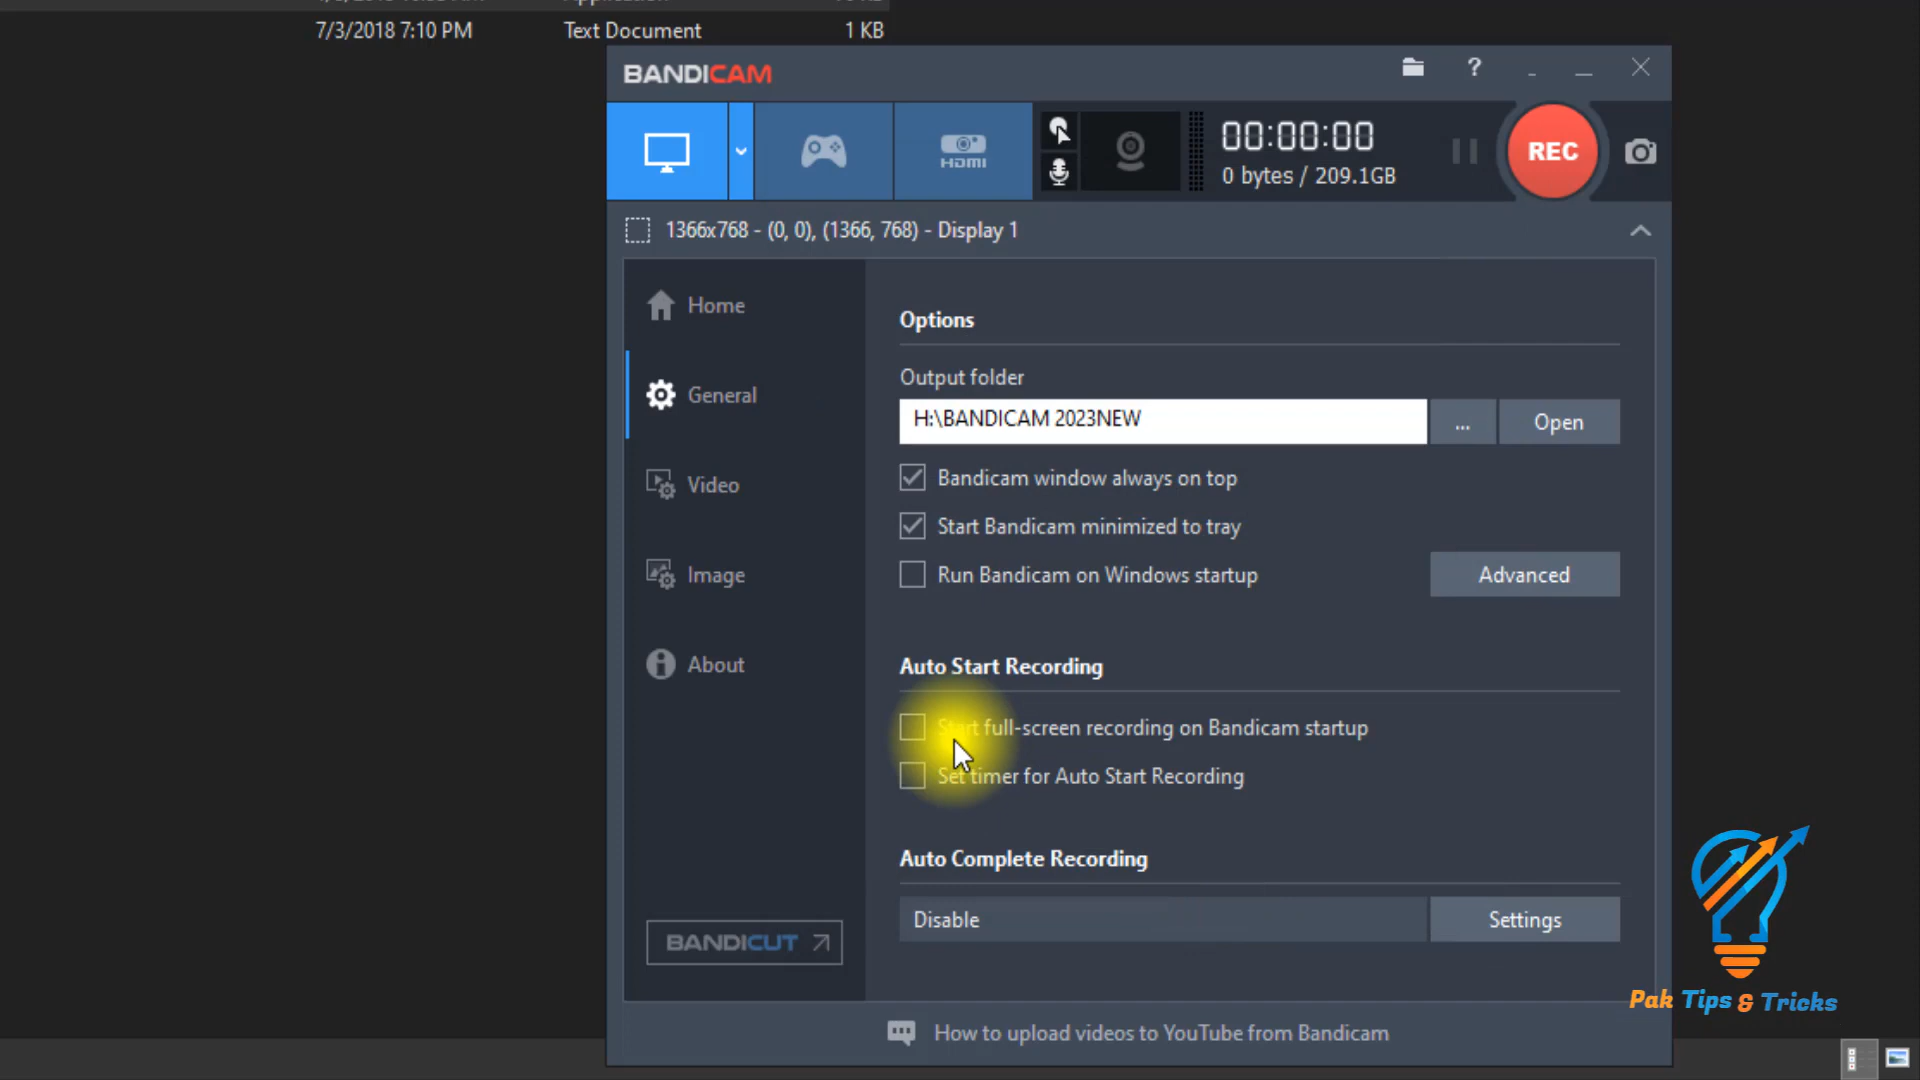 7/3/2018 7:10 PM Text Document 1 KB
BANDICAM
?
HDMI
00:00:00
0 bytes / 209.1GB
REC
1366x768 - (0, 0), (1366, 768) - Display 1
Home
General
Video
Image
About
BANDICUT
Options
Output folder
H:\BANDICAM 2023NEW
...
Open
Bandicam window always on top
Start Bandicam minimized to tray
Run Bandicam on Windows startup
Advanced
Auto Start Recording
Start full-screen recording on Bandicam startup
Set timer for Auto Start Recording
Auto Complete Recording
Disable
Settings
How to upload videos to YouTube from Bandicam
Pak Tips & Tricks